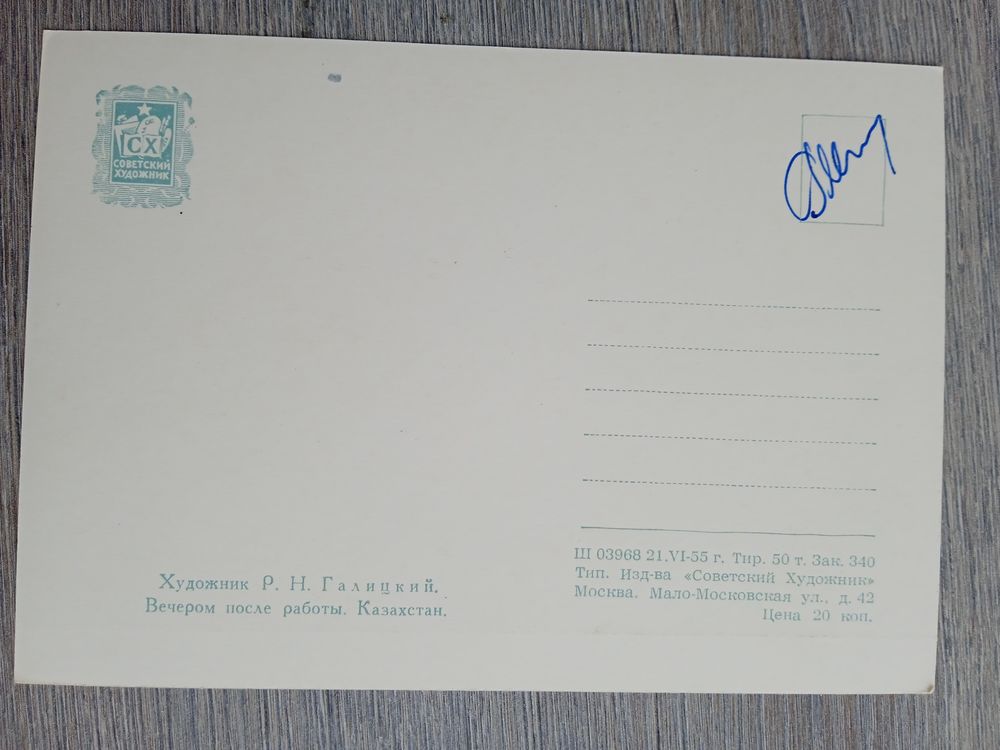 СХ
СОВЕТСКИЙ
ХУДОЖНИК
Художник Р. Н. Галицкий.
Вечером после работы. Казахстан.
Ш 03968 21.VI-55 г. Тир. 50 т. Зак. 340
Тип. Изд-ва «Советский Художник»
Москва. Мало-Московская ул., д. 42
Цена 20 коп.